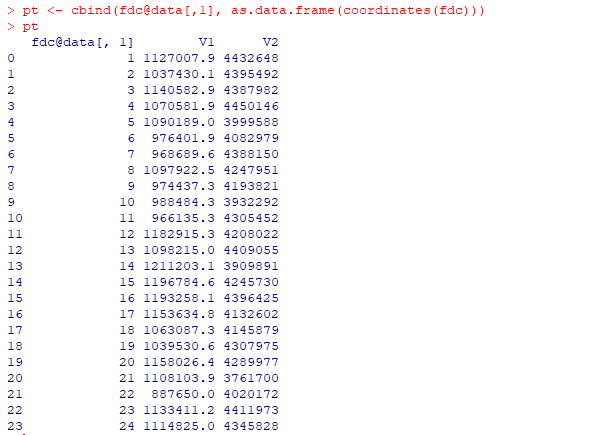 > pt <- cbind(fdc@data[,1], as.data.frame(coordinates(fdc)))
> pt
   fdc@data[, 1]        V1      V2
0              1 1127007.9 4432648
1              2 1037430.1 4395492
2              3 1140582.9 4387982
3              4 1070581.9 4450146
4              5 1090189.0 3999588
5              6  976401.9 4082979
6              7  968689.6 4388150
7              8 1097922.5 4247951
8              9  974437.3 4193821
9             10  988484.3 3932292
10            11  966135.3 4305452
11            12 1182915.3 4208022
12            13 1098215.0 4409055
13            14 1211203.1 3909891
14            15 1196784.6 4245730
15            16 1193258.1 4396425
16            17 1153634.8 4132602
17            18 1063087.3 4145879
18            19 1039530.6 4307975
19            20 1158026.4 4289977
20            21 1108103.9 3761700
21            22  887650.0 4020172
22            23 1133411.2 4411973
23            24 1114825.0 4345828